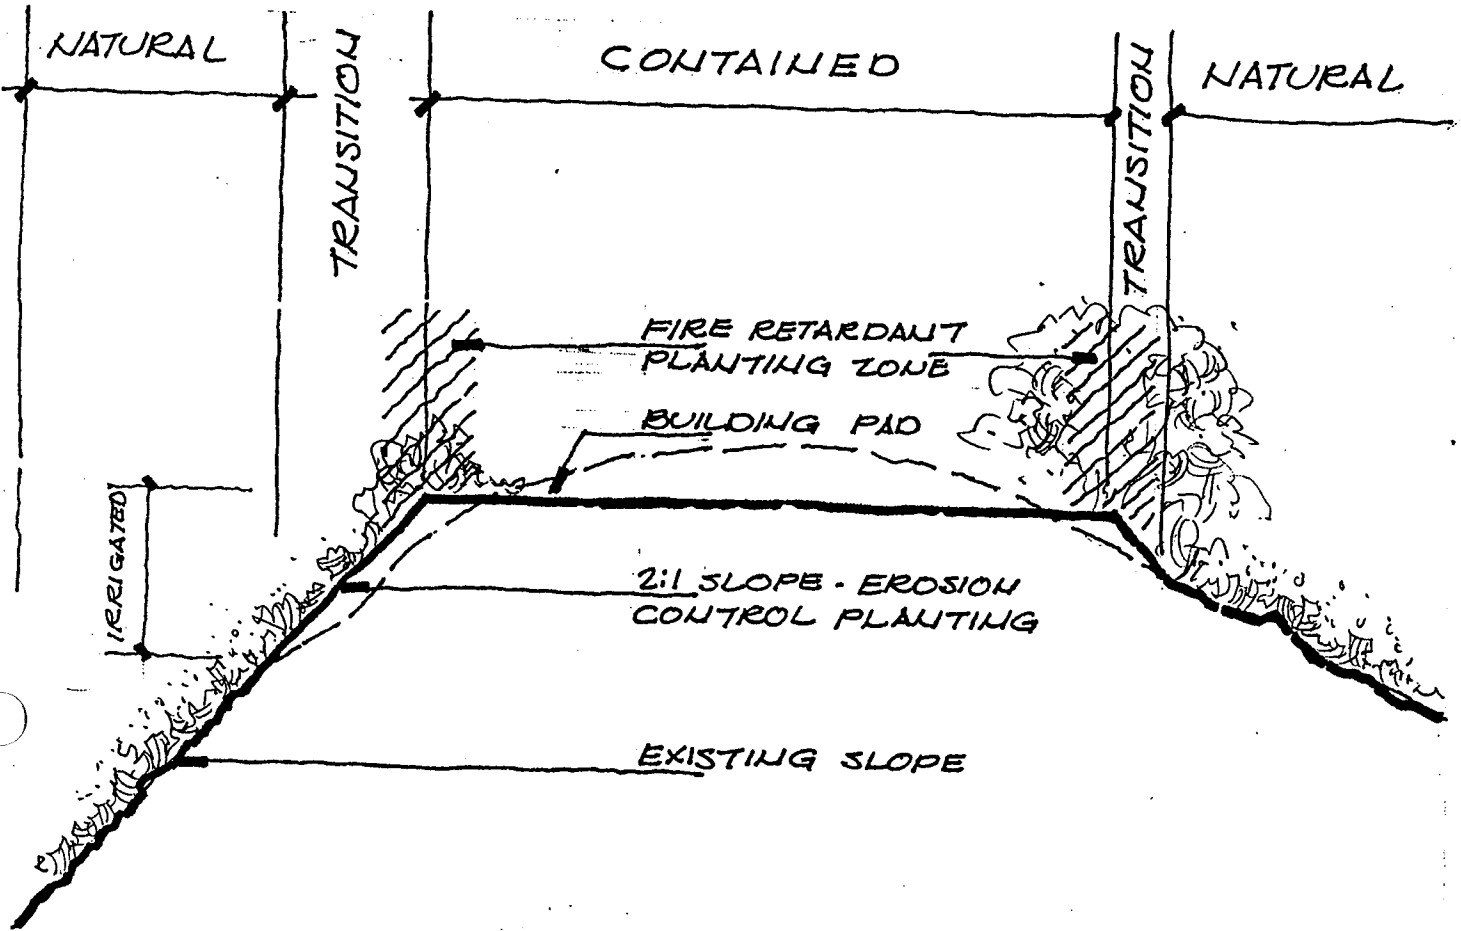 NATURAL
TRANSITION
CONTAINED
TRANSITION
NATURAL
FIRE RETARDANT
PLANTING ZONE
BUILDING PAD
IRRIGATED
2:1 SLOPE - EROSION
CONTROL PLANTING
EXISTING SLOPE